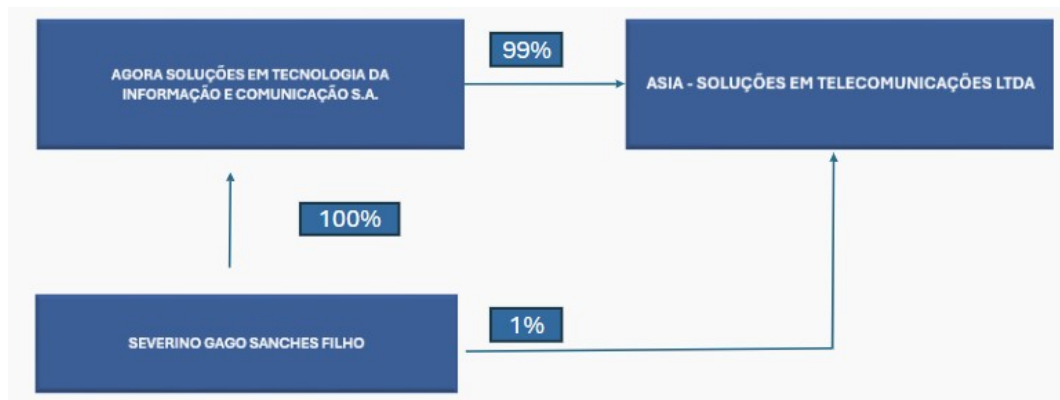 AGORA SOLUÇÕES EM TECNOLOGIA DA
INFORMAÇÃO E COMUNICAÇÃO S.A.
99%
ASIA - SOLUÇÕES EM TELECOMUNICAÇÕES LTDA
100%
SEVERINO GAGO SANCHES FILHO
1%